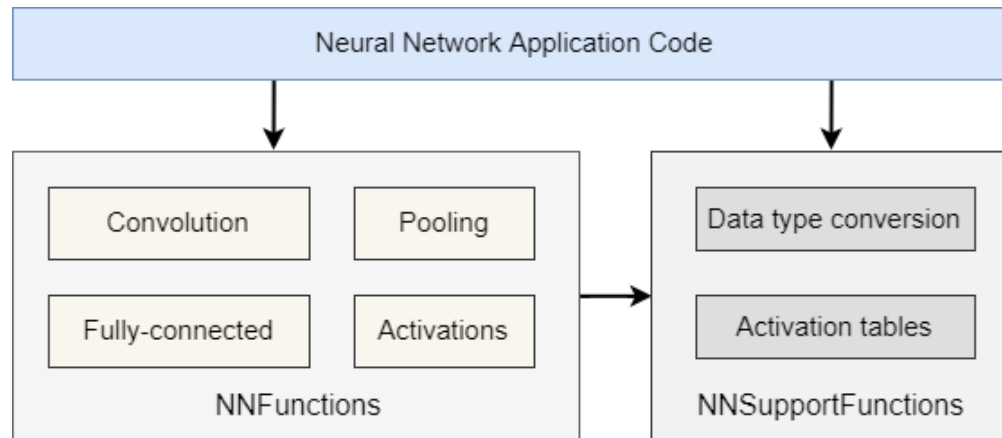 Neural Network Application Code
Convolution
Pooling
Fully-connected
Activations
NNFunctions
Data type conversion
Activation tables
NNSupportFunctions